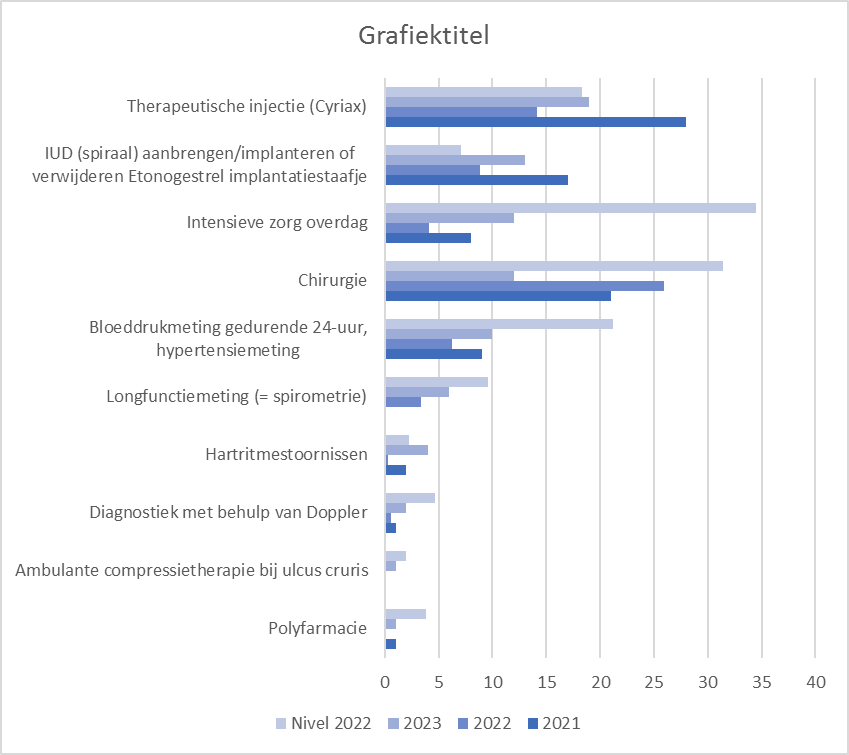 Grafiektitel
Therapeutische injectie (Cyriax)
IUD (spiraal) aanbrengen/implanteren of
verwijderen Etonogestrel implantatiestaafje
Intensieve zorg overdag
Chirurgie
Bloeddrukmeting gedurende 24-uur,
hypertensiemeting
Longfunctiemeting (= spirometrie)
Hartritmestoornissen
Diagnostiek met behulp van Doppler
Ambulante compressietherapie bij ulcus cruris
Polyfarmacie
0 5 10 15 20 25 30 35 40
Nivel 2022 2023 2022 2021